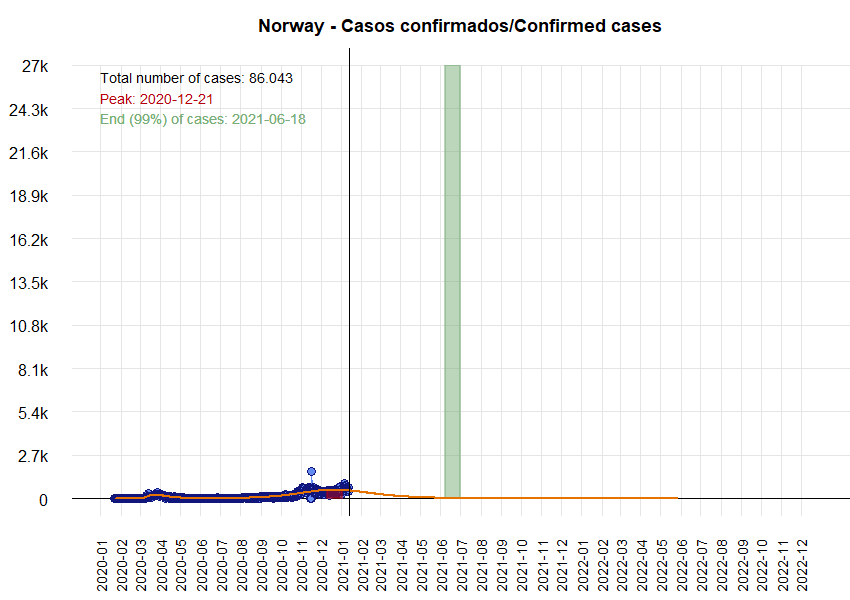 Norway - Casos confirmados/Confirmed cases
27k
Total number of cases: 86.043
Peak: 2020-12-21
End (99%) of cases: 2021-06-18
24.3k
21.6k
18.9k
16.2k
13.5k
10.8k
8.1k
5.4k
2.7k
0
2020-01
2020-02
2020-03
2020-04
2020-05
2020-06
2020-07
2020-08
2020-09
2020-10
2020-11
2020-12
2021-01
2021-02
2021-03
2021-04
2021-05
2021-06
2021-07
2021-08
2021-09
2021-10
2021-11
2021-12
2022-01
2022-02
2022-03
2022-04
2022-05
2022-06
2022-07
2022-08
2022-09
2022-10
2022-11
2022-12